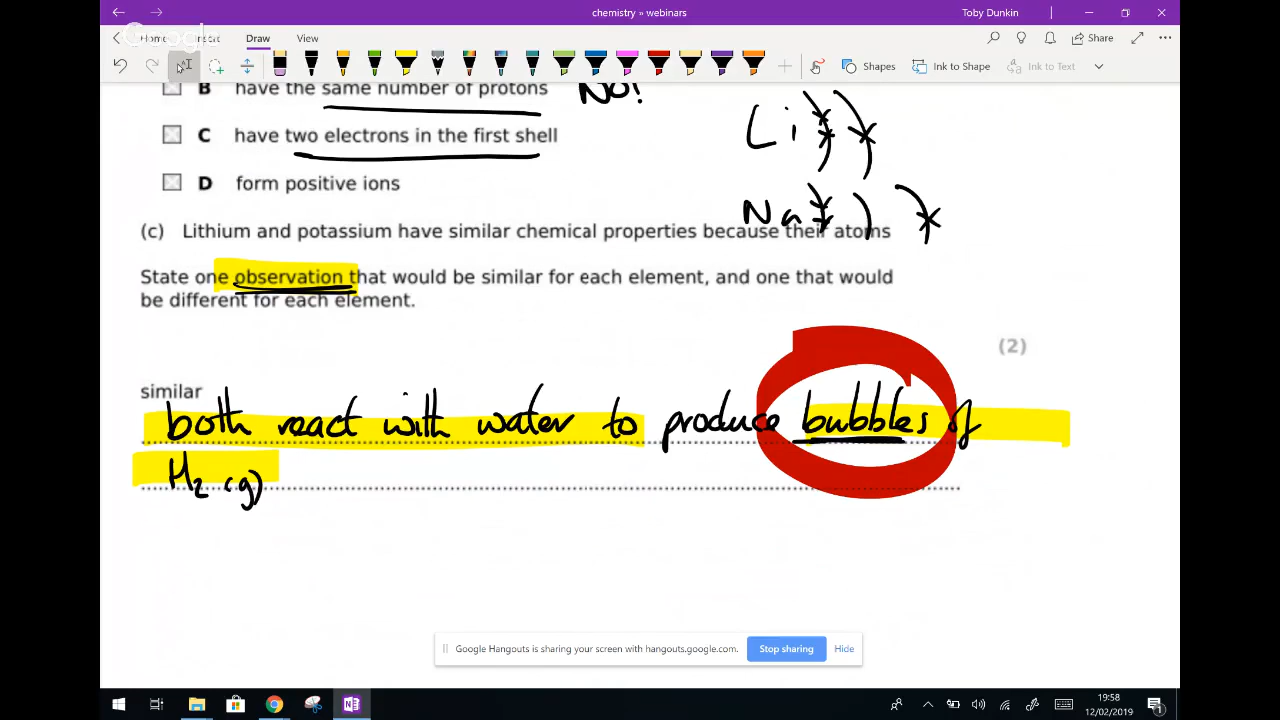 chemistry » webinars
Toby Dunkin
Google
Home Insert Draw View
Share
Shapes Ink to Shape Ink to Text
B have the same number of protons No!
C have two electrons in the first shell
Li
D form positive ions
Na
(c) Lithium and potassium have similar chemical properties because their atoms
State one observation that would be similar for each element, and one that would
be different for each element.
(2)
similar
both react with water to produce bubbles of
H2 (g)
Google Hangouts is sharing your screen with hangouts.google.com. Stop sharing Hide
19:58
12/02/2019
1